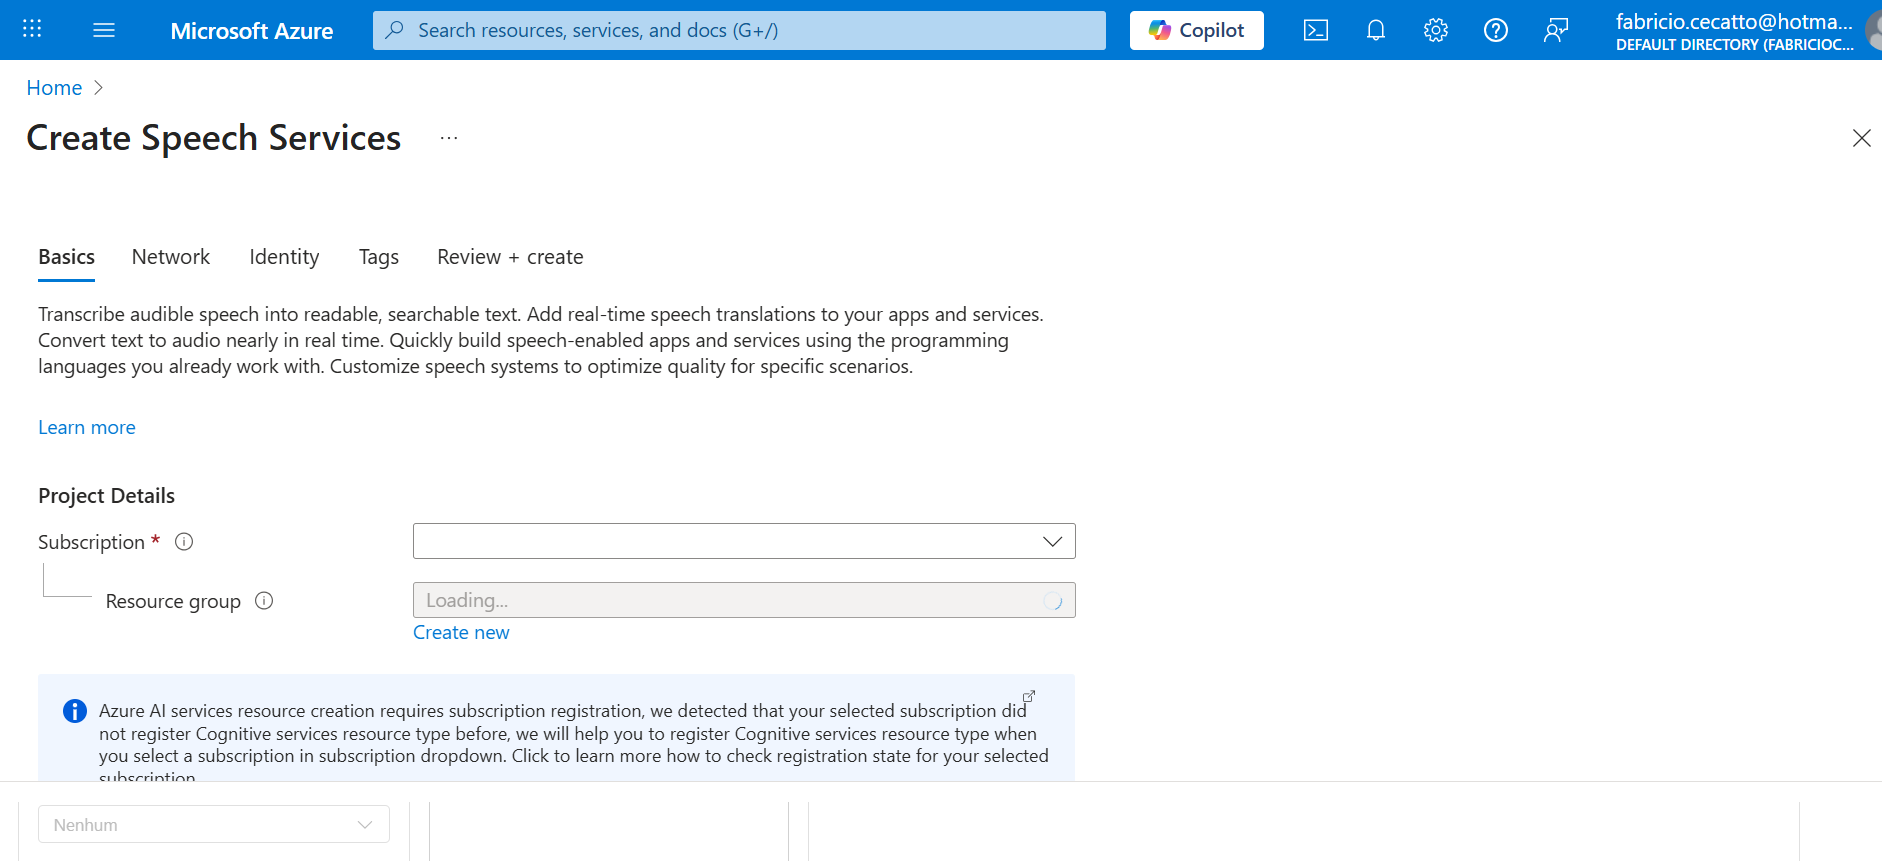 Microsoft Azure
Search resources, services, and docs (G+/)
Copilot
fabricio.cecatto@hotma...
DEFAULT DIRECTORY (FABRICIOC...
Home
Create Speech Services
...
Basics
Network
Identity
Tags
Review + create
Transcribe audible speech into readable, searchable text. Add real-time speech translations to your apps and services.
Convert text to audio nearly in real time. Quickly build speech-enabled apps and services using the programming
languages you already work with. Customize speech systems to optimize quality for specific scenarios.
Learn more
Project Details
Subscription *
Resource group
Loading...
Create new
Azure AI services resource creation requires subscription registration, we detected that your selected subscription did
not register Cognitive services resource type before, we will help you to register Cognitive services resource type when
you select a subscription in subscription dropdown. Click to learn more how to check registration state for your selected
subscription.
Nenhum